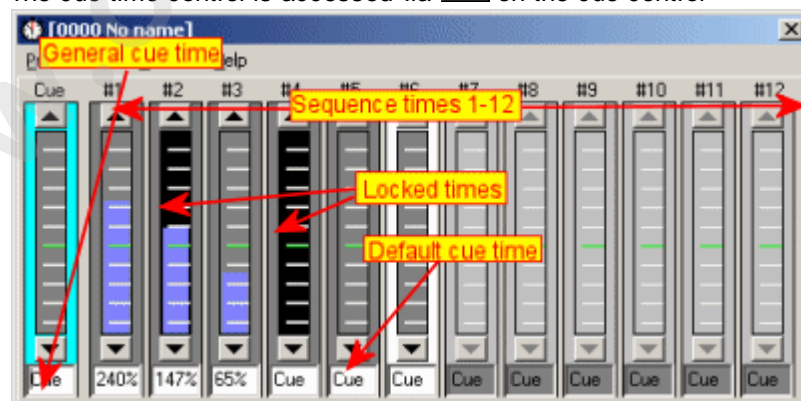 The cue time control is accessed via on the cue control
[0000 No name]
General cue time
elp
Cue #1 #2 #3 #4 #5 #6 #7 #8 #9 #10 #11 #12
Sequence times 1-12
Locked times
Default cue time
Cue 240% 147% 65% Cue Cue Cue Cue Cue Cue Cue Cue Cue